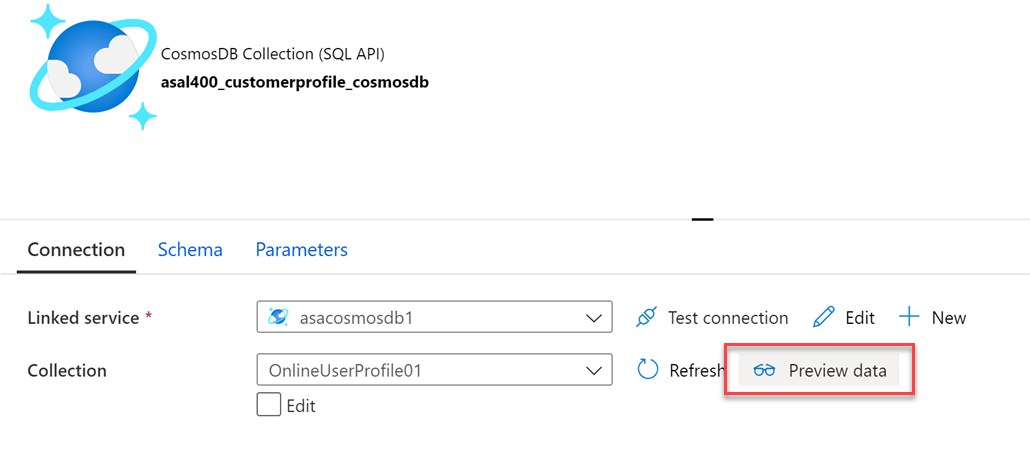 CosmosDB Collection (SQL API)
asal400_customerprofile_cosmosdb
Connection Schema Parameters
Linked service * asacosmosdb1 Test connection Edit New
Collection OnlineUserProfile01 Refresh Preview data
Edit